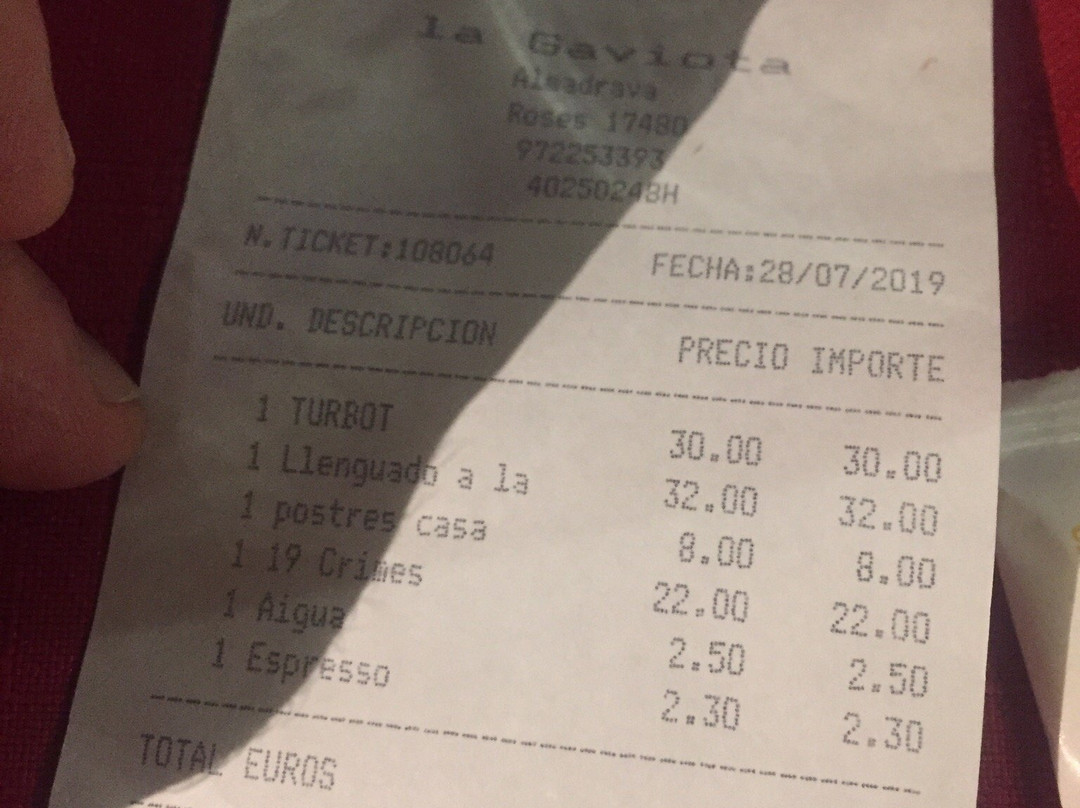 la Gaviota
Almadrava
Roses 17480
972253393
40250248H
N.TICKET:108064 FECHA:28/07/2019
UND. DESCRIPCION PRECIO IMPORTE
1 TURBOT 30.00 30.00
1 Llenguado a la 32.00 32.00
1 postres casa 8.00 8.00
1 19 Crimes 22.00 22.00
1 Aigua 2.50 2.50
1 Espresso 2.30 2.30
TOTAL EUROS